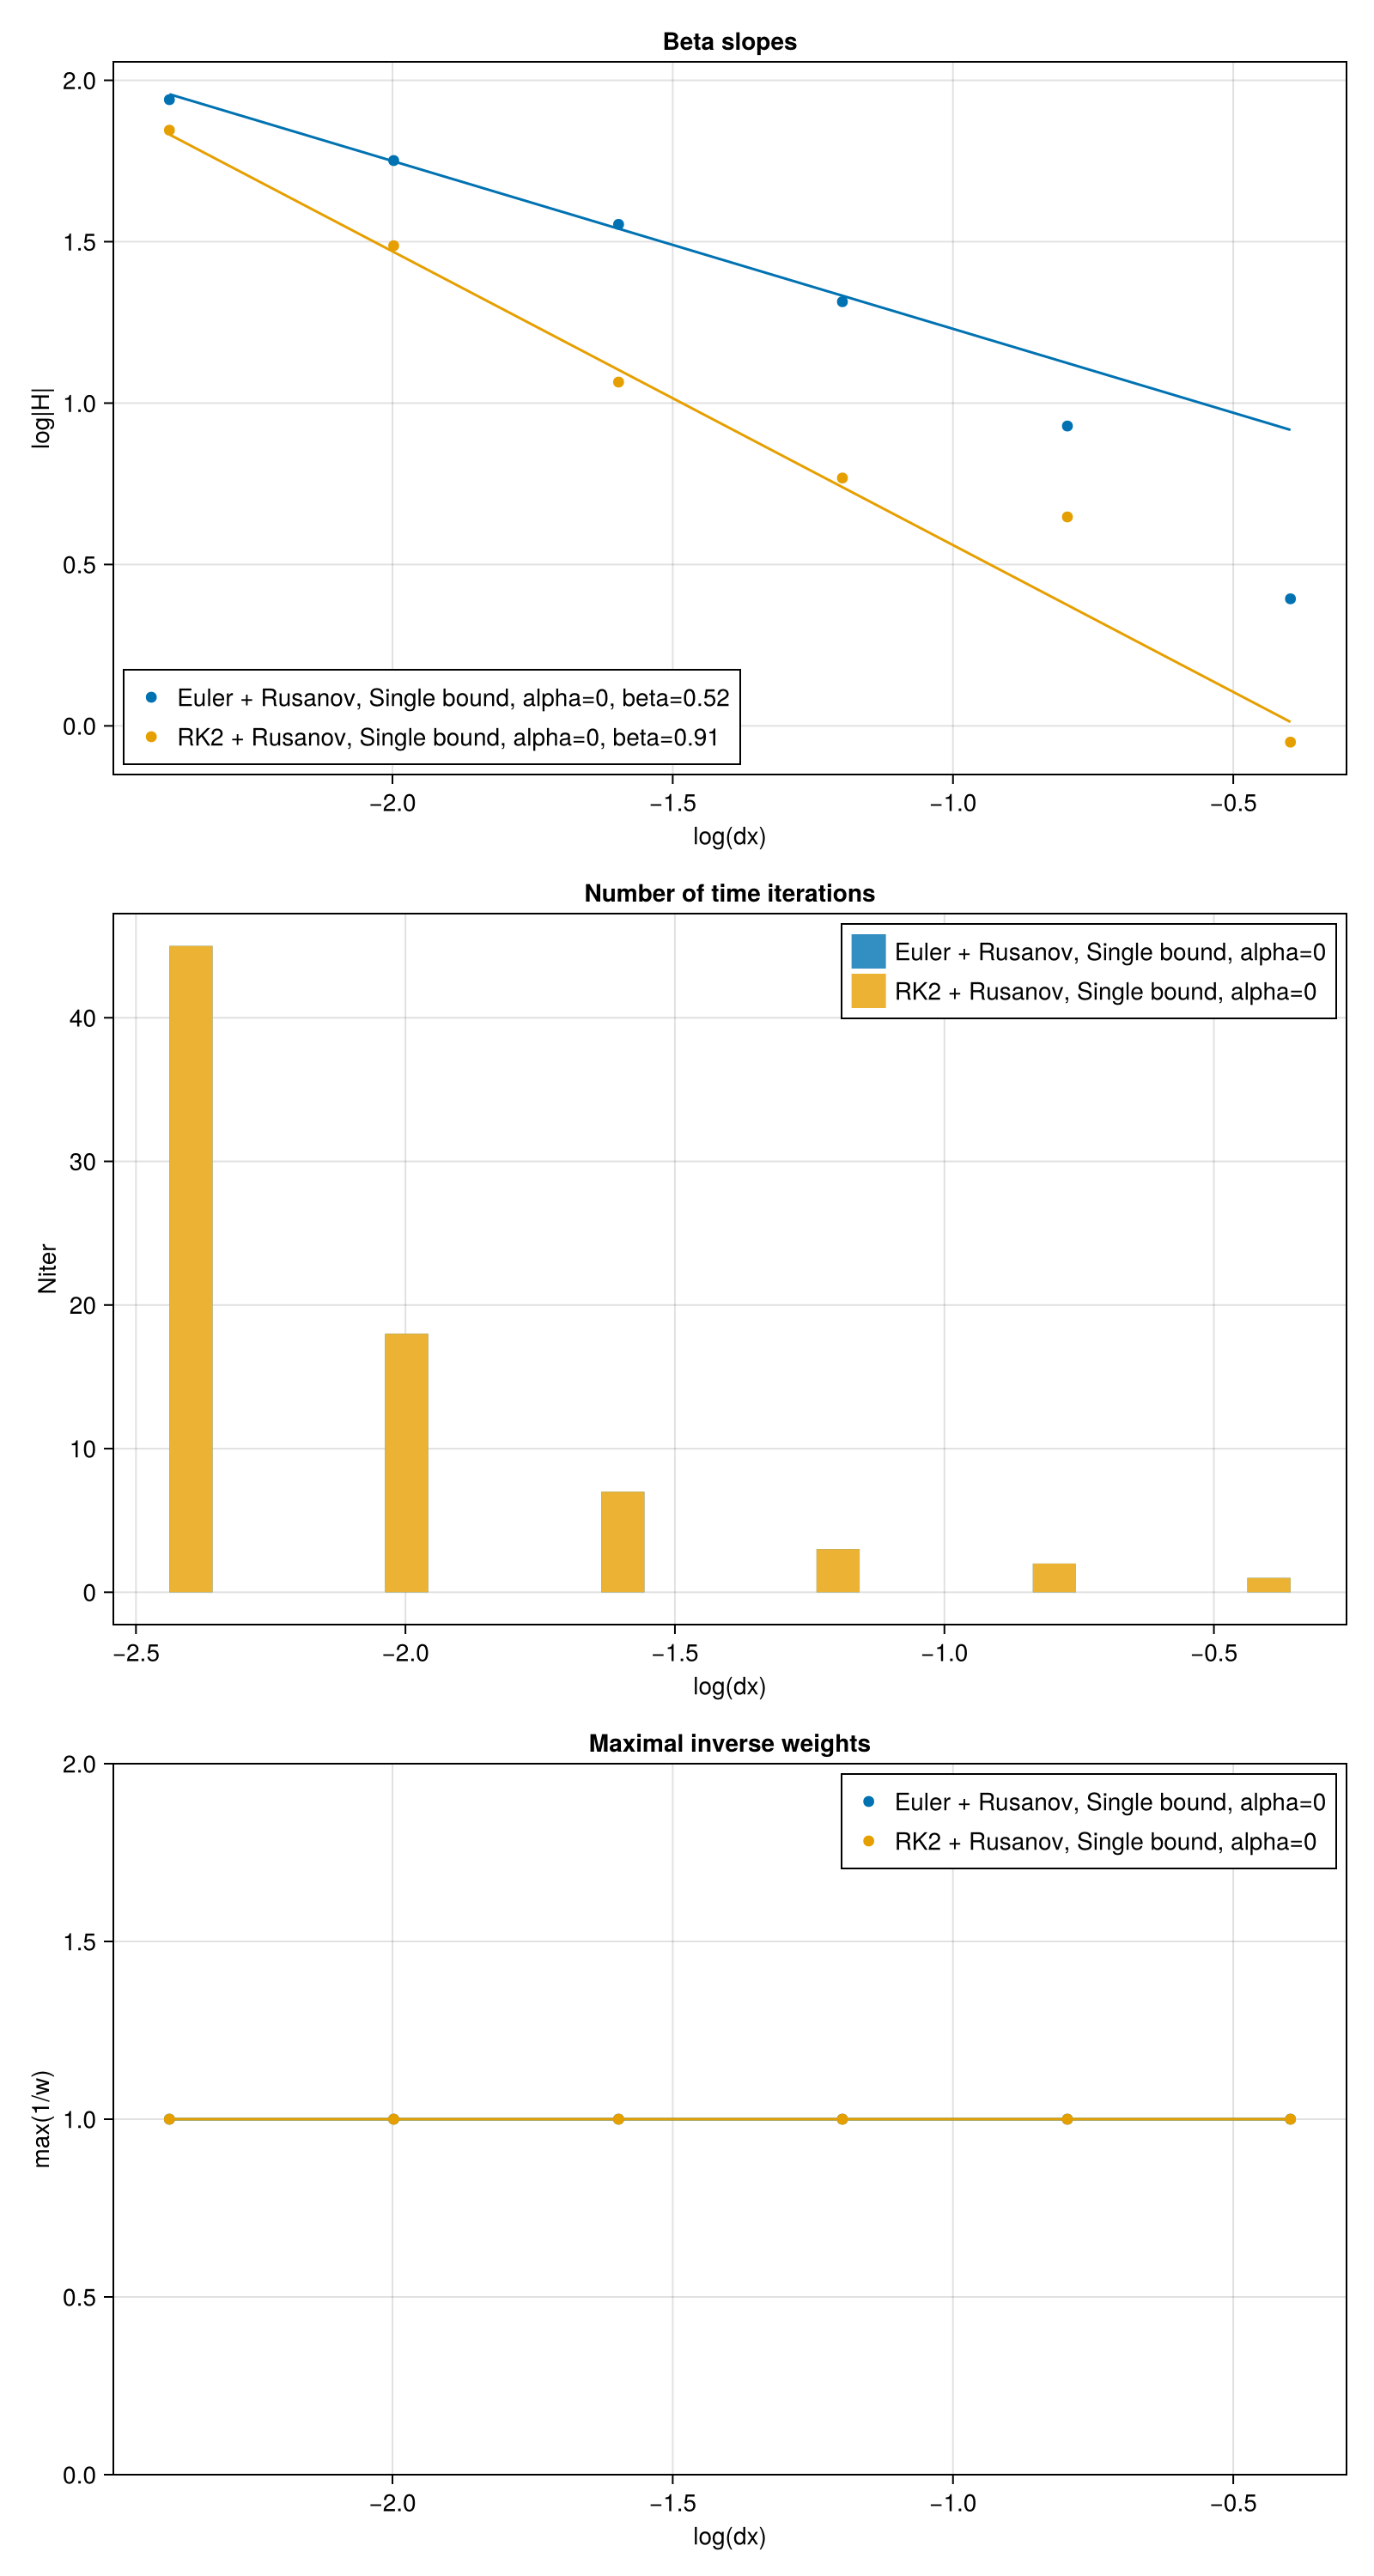 Beta slopes
2.0
1.5
1.0
0.5
0.0
log|H|
Euler + Rusanov, Single bound, alpha=0, beta=0.52
RK2 + Rusanov, Single bound, alpha=0, beta=0.91
−2.0 −1.5 −1.0 −0.5
log(dx)
Number of time iterations
40
30
20
10
0
Niter
Euler + Rusanov, Single bound, alpha=0
RK2 + Rusanov, Single bound, alpha=0
−2.5 −2.0 −1.5 −1.0 −0.5
log(dx)
Maximal inverse weights
2.0
1.5
1.0
0.5
0.0
max(1/w)
Euler + Rusanov, Single bound, alpha=0
RK2 + Rusanov, Single bound, alpha=0
−2.0 −1.5 −1.0 −0.5
log(dx)